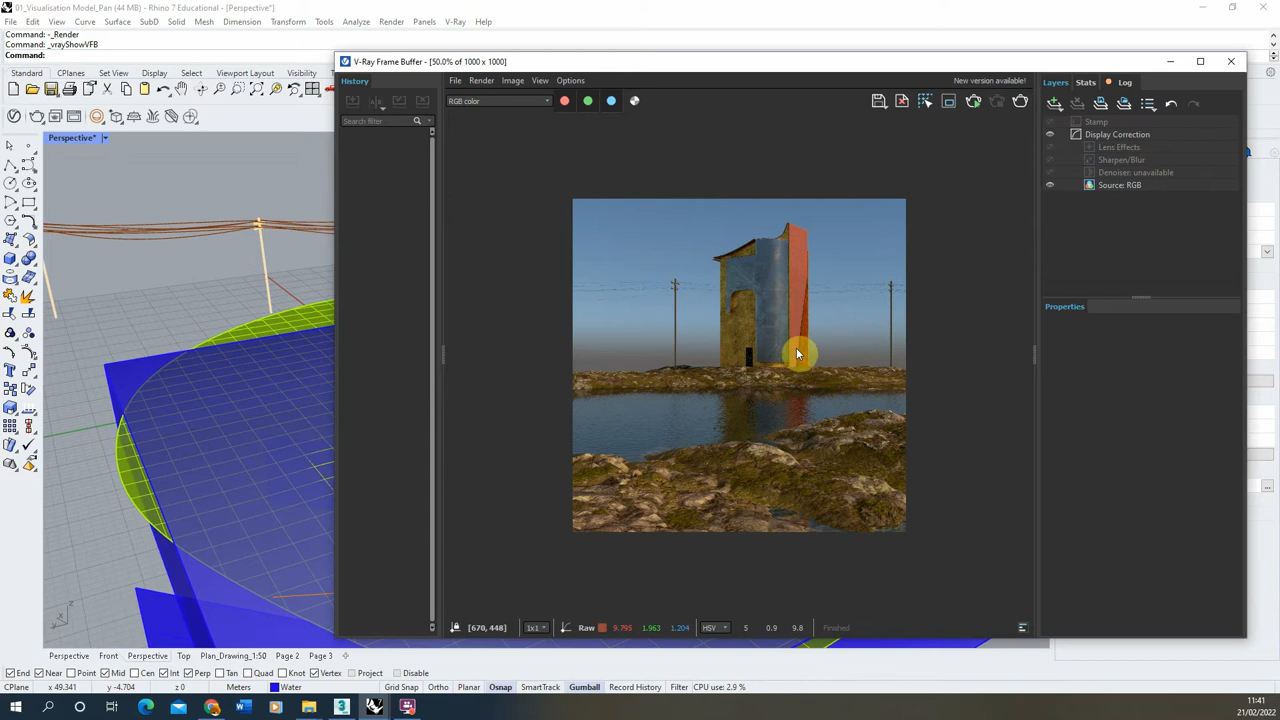 01_Visualisation Model_Pan (44 MB) - Rhino 7 Educational - [Perspective*]
File Edit View Curve Surface SubD Solid Mesh Dimension Transform Tools Analyze Render Panels V-Ray Help
Command: -_Render
Command: _vrayShowVFB
Command:
Standard CPlanes Set View Display Select Viewport Layout Visibility
Perspective*
V-Ray Frame Buffer - [50.0% of 1000 x 1000]
History
File Render Image View Options
New version available!
Layers Stats Log
RGB color
Search filter
Stamp
Display Correction
Lens Effects
Sharpen/Blur
Denoiser: unavailable
Source: RGB
Properties
[670, 448] 1x1 Raw 9.795 1.963 1.204 HSV 5 0.9 9.8 Finished
Perspective Front Perspective Top Plan_Drawing_1:50 Page 2 Page 3
End Near Point Mid Cen Int Perp Tan Quad Knot Vertex Project Disable
CPlane x 49.341 y -4.704 z 0 Meters Water Grid Snap Ortho Planar Osnap SmartTrack Gumball Record History Filter CPU use: 2.9 %
11:41
21/02/2022